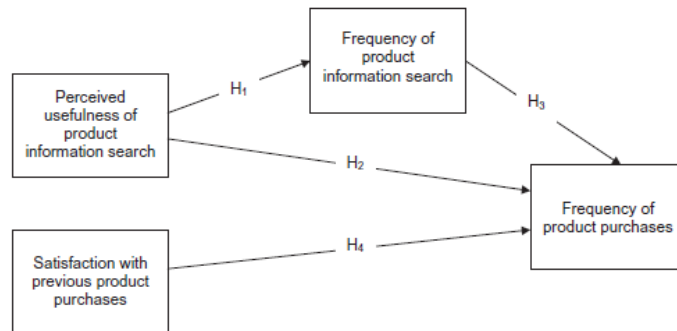 Frequency of
product
information search
H1
Perceived
usefulness of
product
information search
H3
H2
Frequency of
product purchases
H4
Satisfaction with
previous product
purchases